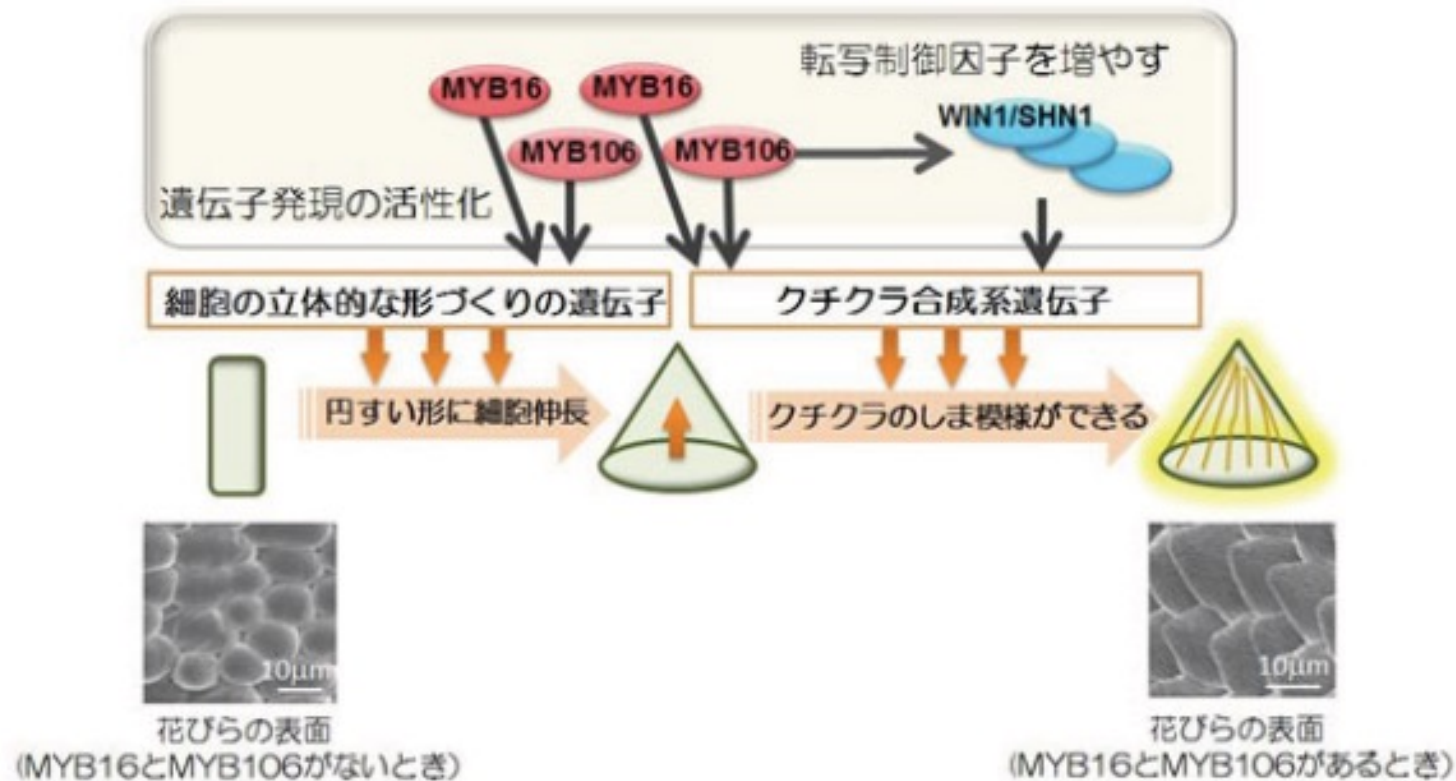 転写制御因子を増やす
MYB16
MYB16
WIN1/SHN1
MYB106
MYB106
遺伝子発現の活性化
細胞の立体的な形づくりの遺伝子
クチクラ合成系遺伝子
円すい形に細胞伸長
クチクラのしま模様ができる
10μm
10μm
花びらの表面
(MYB16とMYB106がないとき)
花びらの表面
(MYB16とMYB106があるとき)